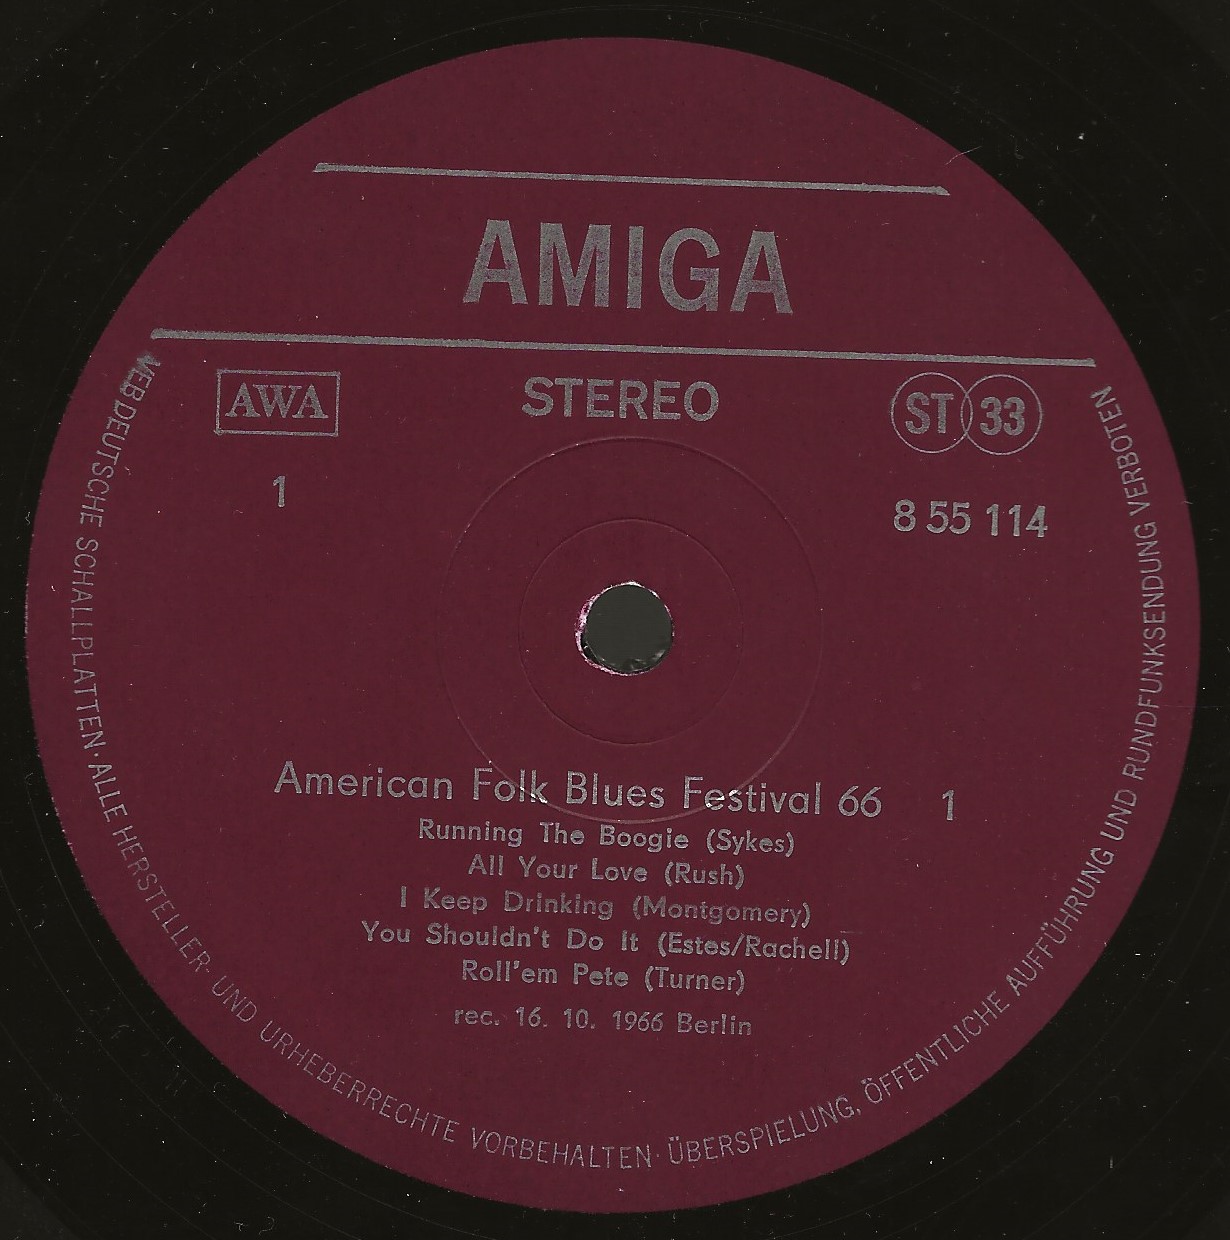 AMIGA
AWA
STEREO
ST 33
1
8 55 114
American Folk Blues Festival 66 1
Running The Boogie (Sykes)
All Your Love (Rush)
I Keep Drinking (Montgomery)
You Shouldn't Do It (Estes/Rachell)
Roll'em Pete (Turner)
rec. 16. 10. 1966 Berlin
VEB DEUTSCHE SCHALLPLATTEN · ALLE HERSTELLER- UND URHEBERRECHTE VORBEHALTEN · ÜBERSPIELUNG, ÖFFENTLICHE AUFFÜHRUNG UND RUNDFUNKSENDUNG VERBOTEN